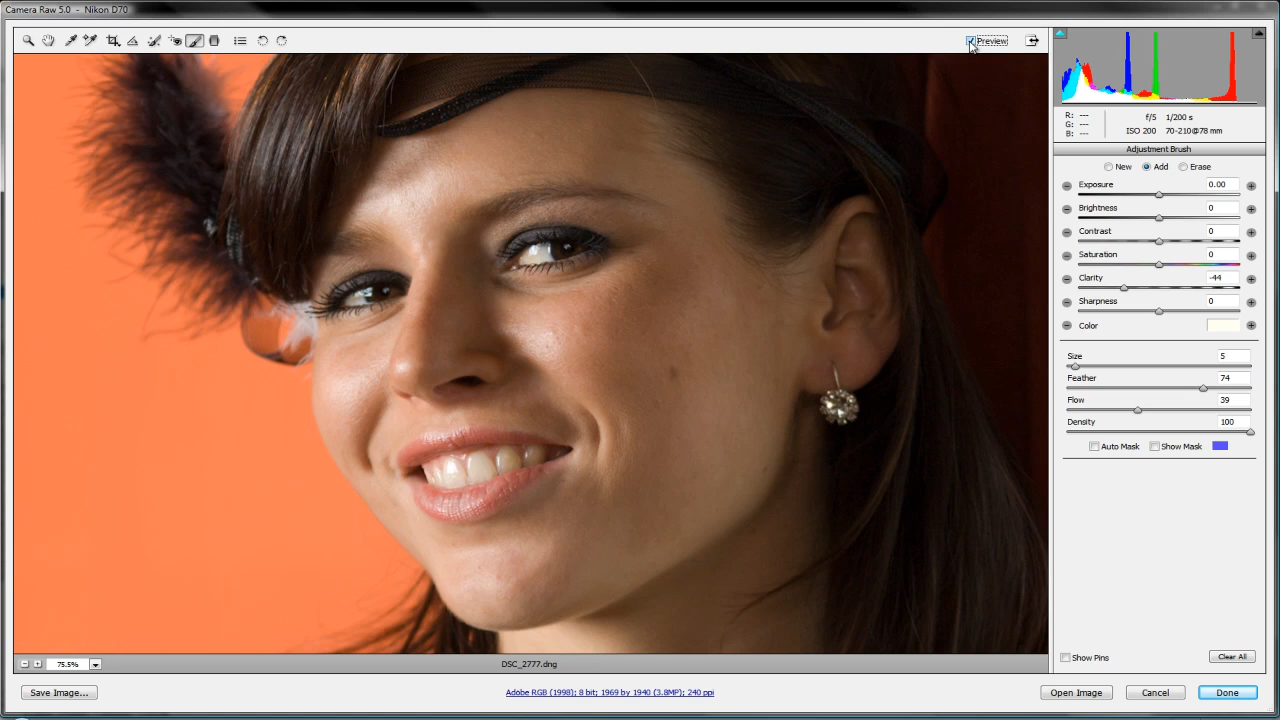 Camera Raw 5.0 - Nikon D70
Preview
R: ---
G: ---
B: ---
f/5 1/200 s
ISO 200 70-210@78 mm
Adjustment Brush
New Add Erase
Exposure 0.00
Brightness 0
Contrast 0
Saturation 0
Clarity -44
Sharpness 0
Color
Size 5
Feather 74
Flow 39
Density 100
Auto Mask Show Mask
Show Pins Clear All
75.5% DSC_2777.dng
Save Image... Adobe RGB (1998); 8 bit; 1969 by 1940 (3.8MP); 240 ppi Open Image Cancel Done